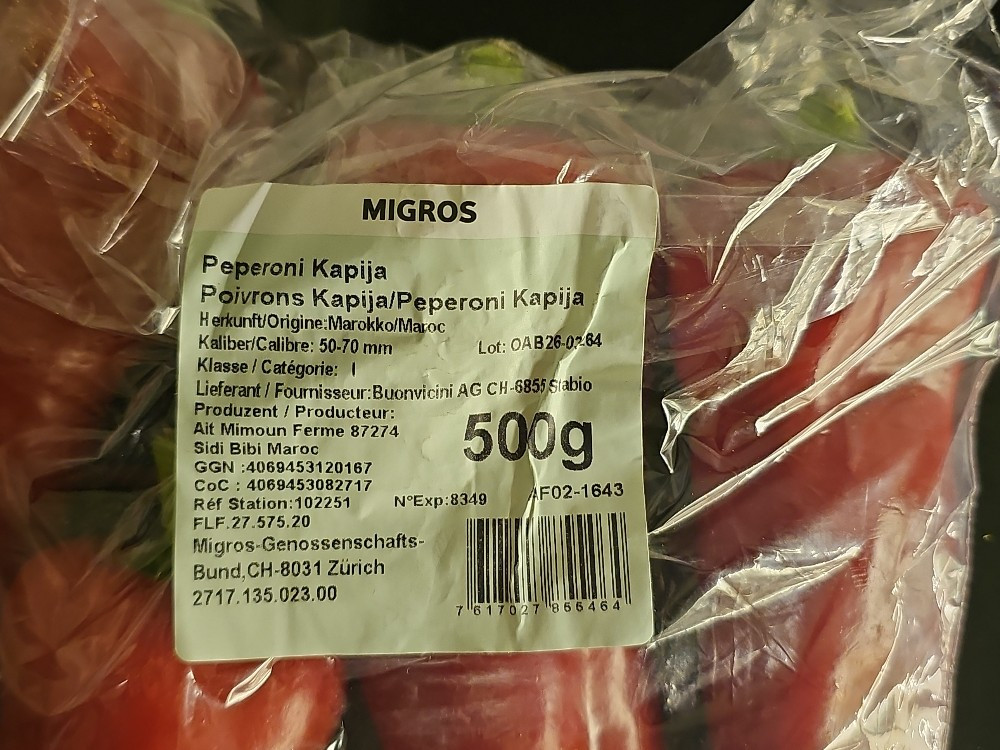 MIGROS
Peperoni Kapija
Poivrons Kapija/Peperoni Kapija
Herkunft/Origine:Marokko/Maroc
Kaliber/Calibre: 50-70 mm
Lot: OAB26-0264
Klasse / Catégorie: I
Lieferant / Fournisseur:Buonvicini AG CH-6855 Stabio
Produzent / Producteur:
Ait Mimoun Ferme 87274
Sidi Bibi Maroc
500g
GGN :4069453120167
CoC : 4069453082717
Réf Station:102251
N°Exp:8349
AF02-1643
FLF.27.575.20
Migros-Genossenschafts-
Bund,CH-8031 Zürich
2717.135.023.00
7 617027 866464